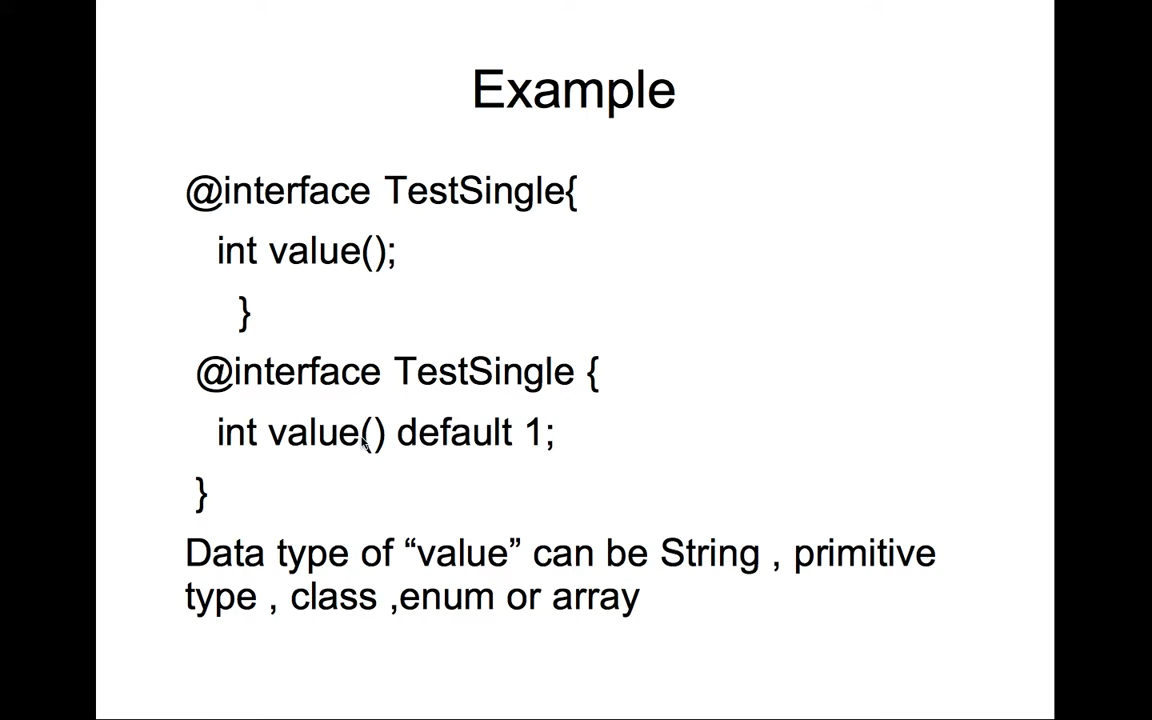 Example
@interface TestSingle{
int value();
}
@interface TestSingle {
int value() default 1;
}
Data type of “value” can be String , primitive
type , class ,enum or array